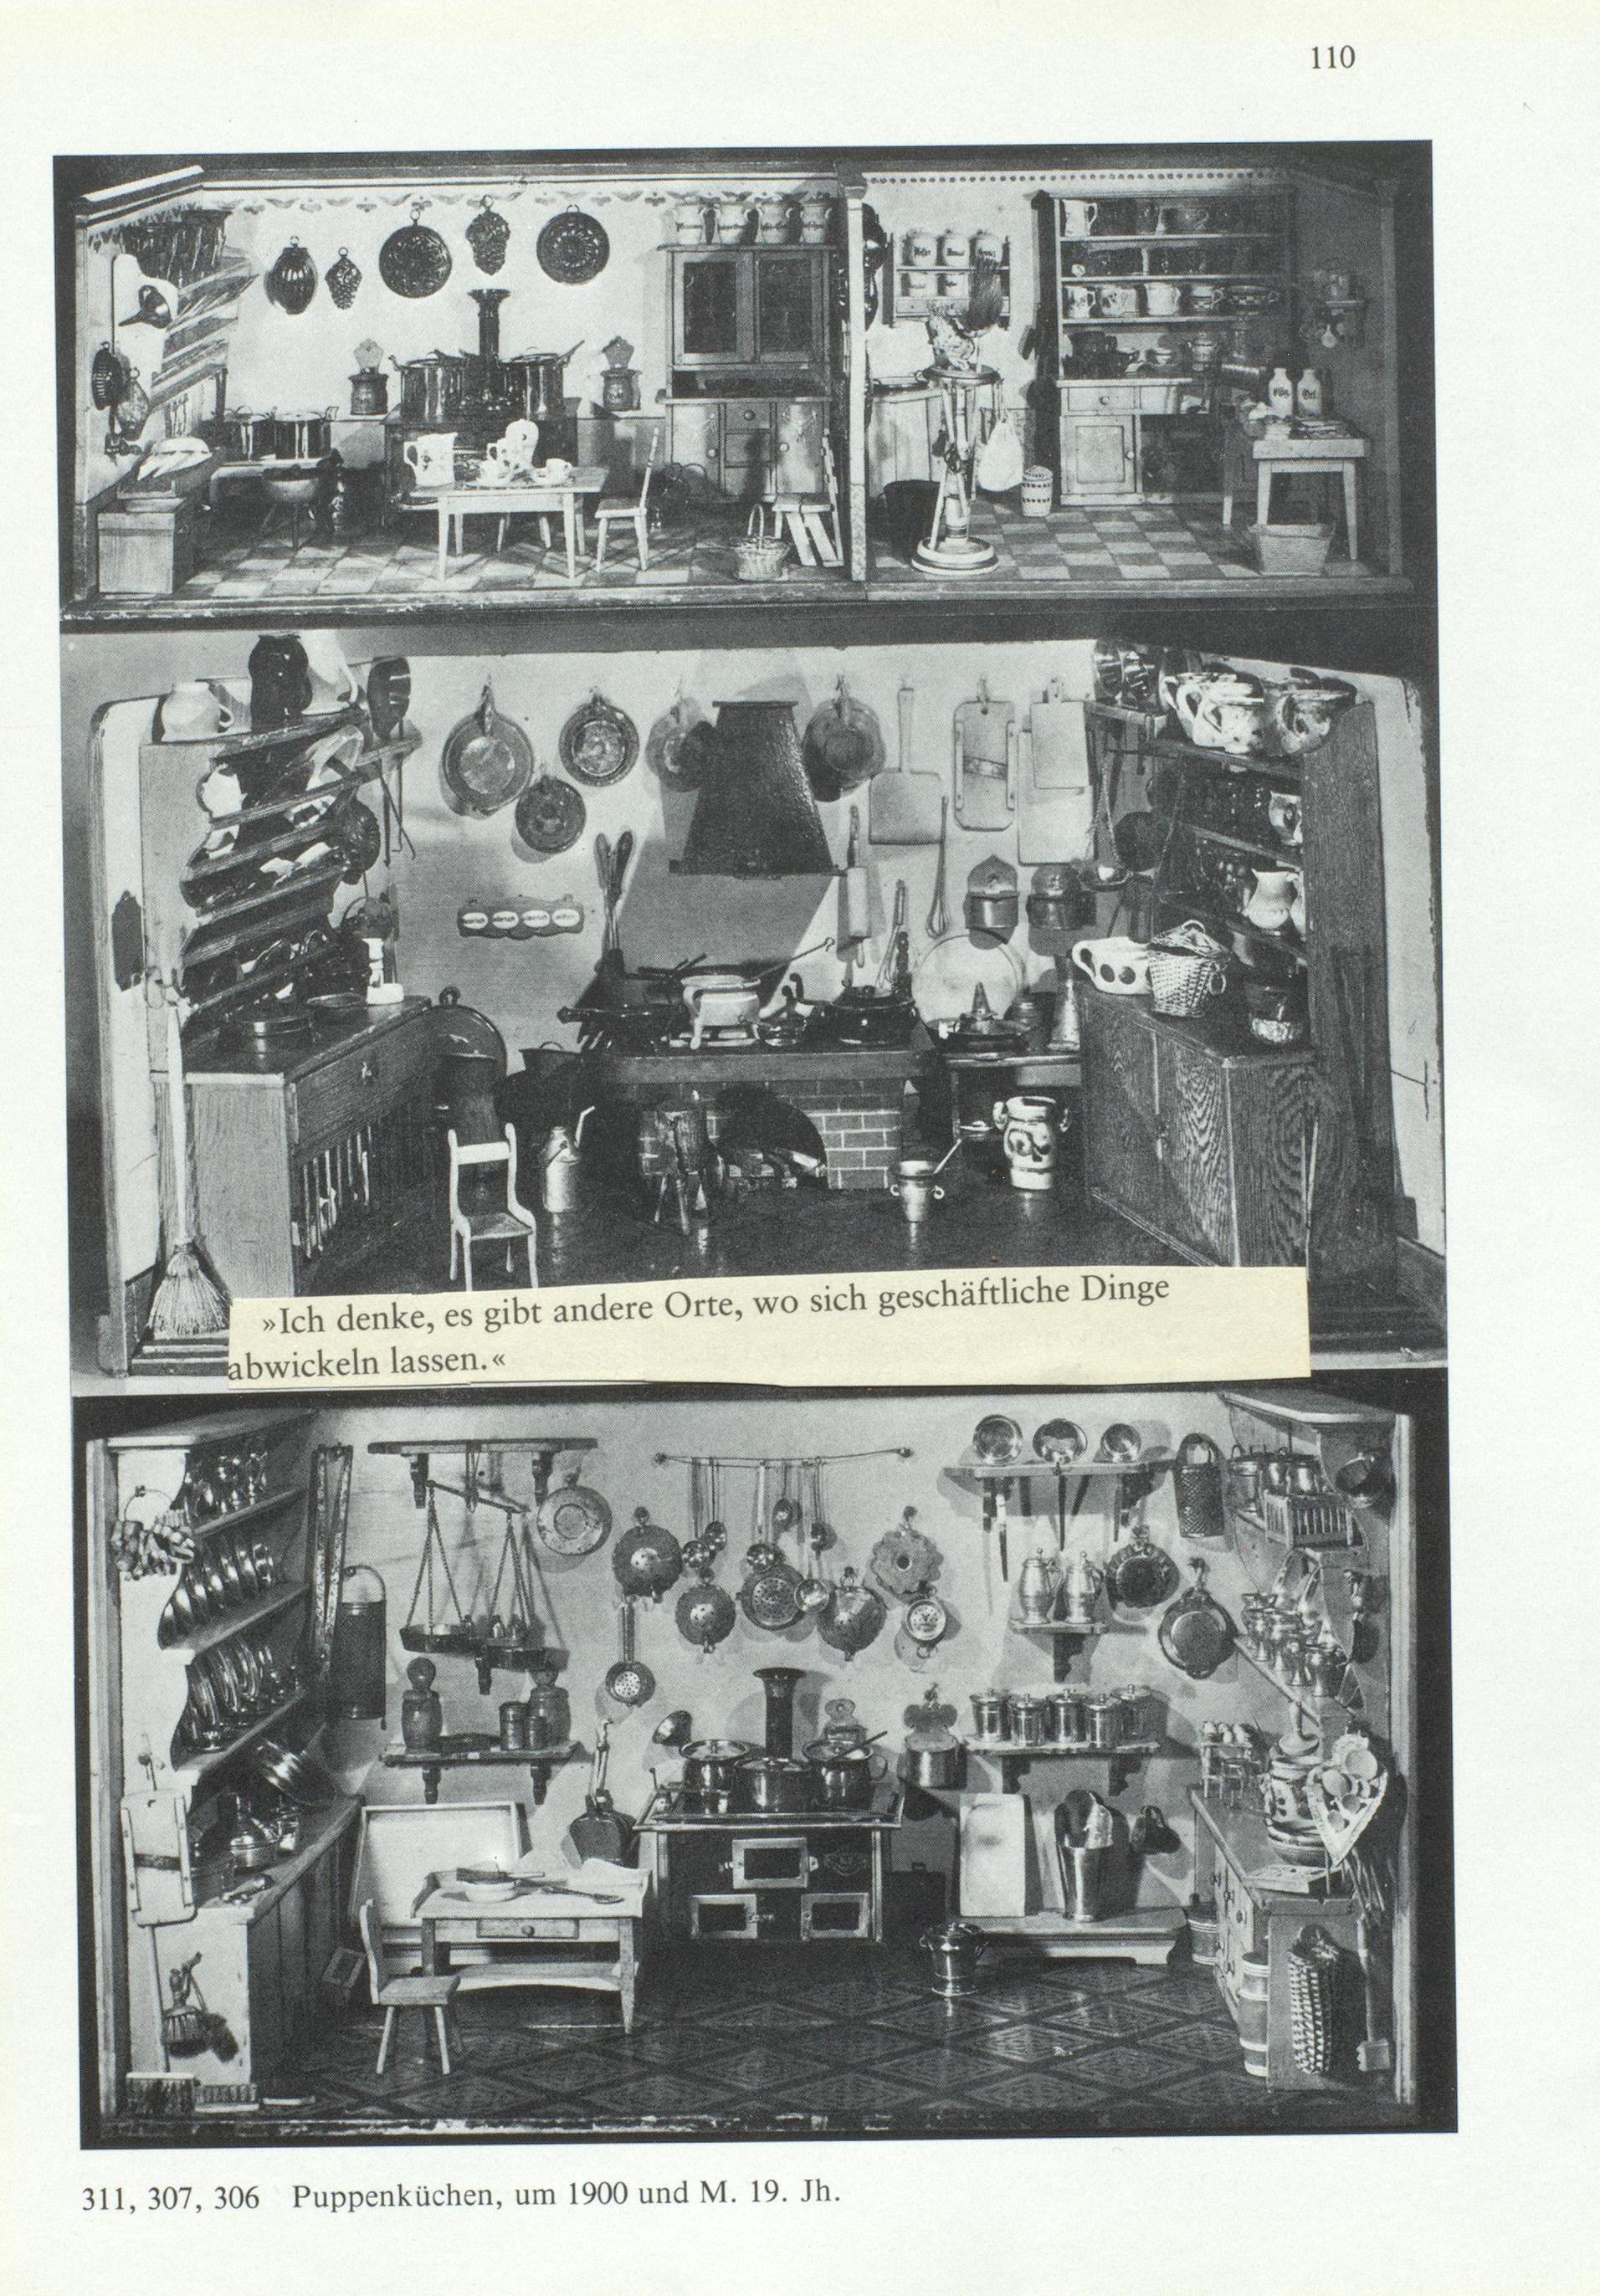 110
»Ich denke, es gibt andere Orte, wo sich geschäftliche Dinge
abwickeln lassen.«
311, 307, 306 Puppenküchen, um 1900 und M. 19. Jh.